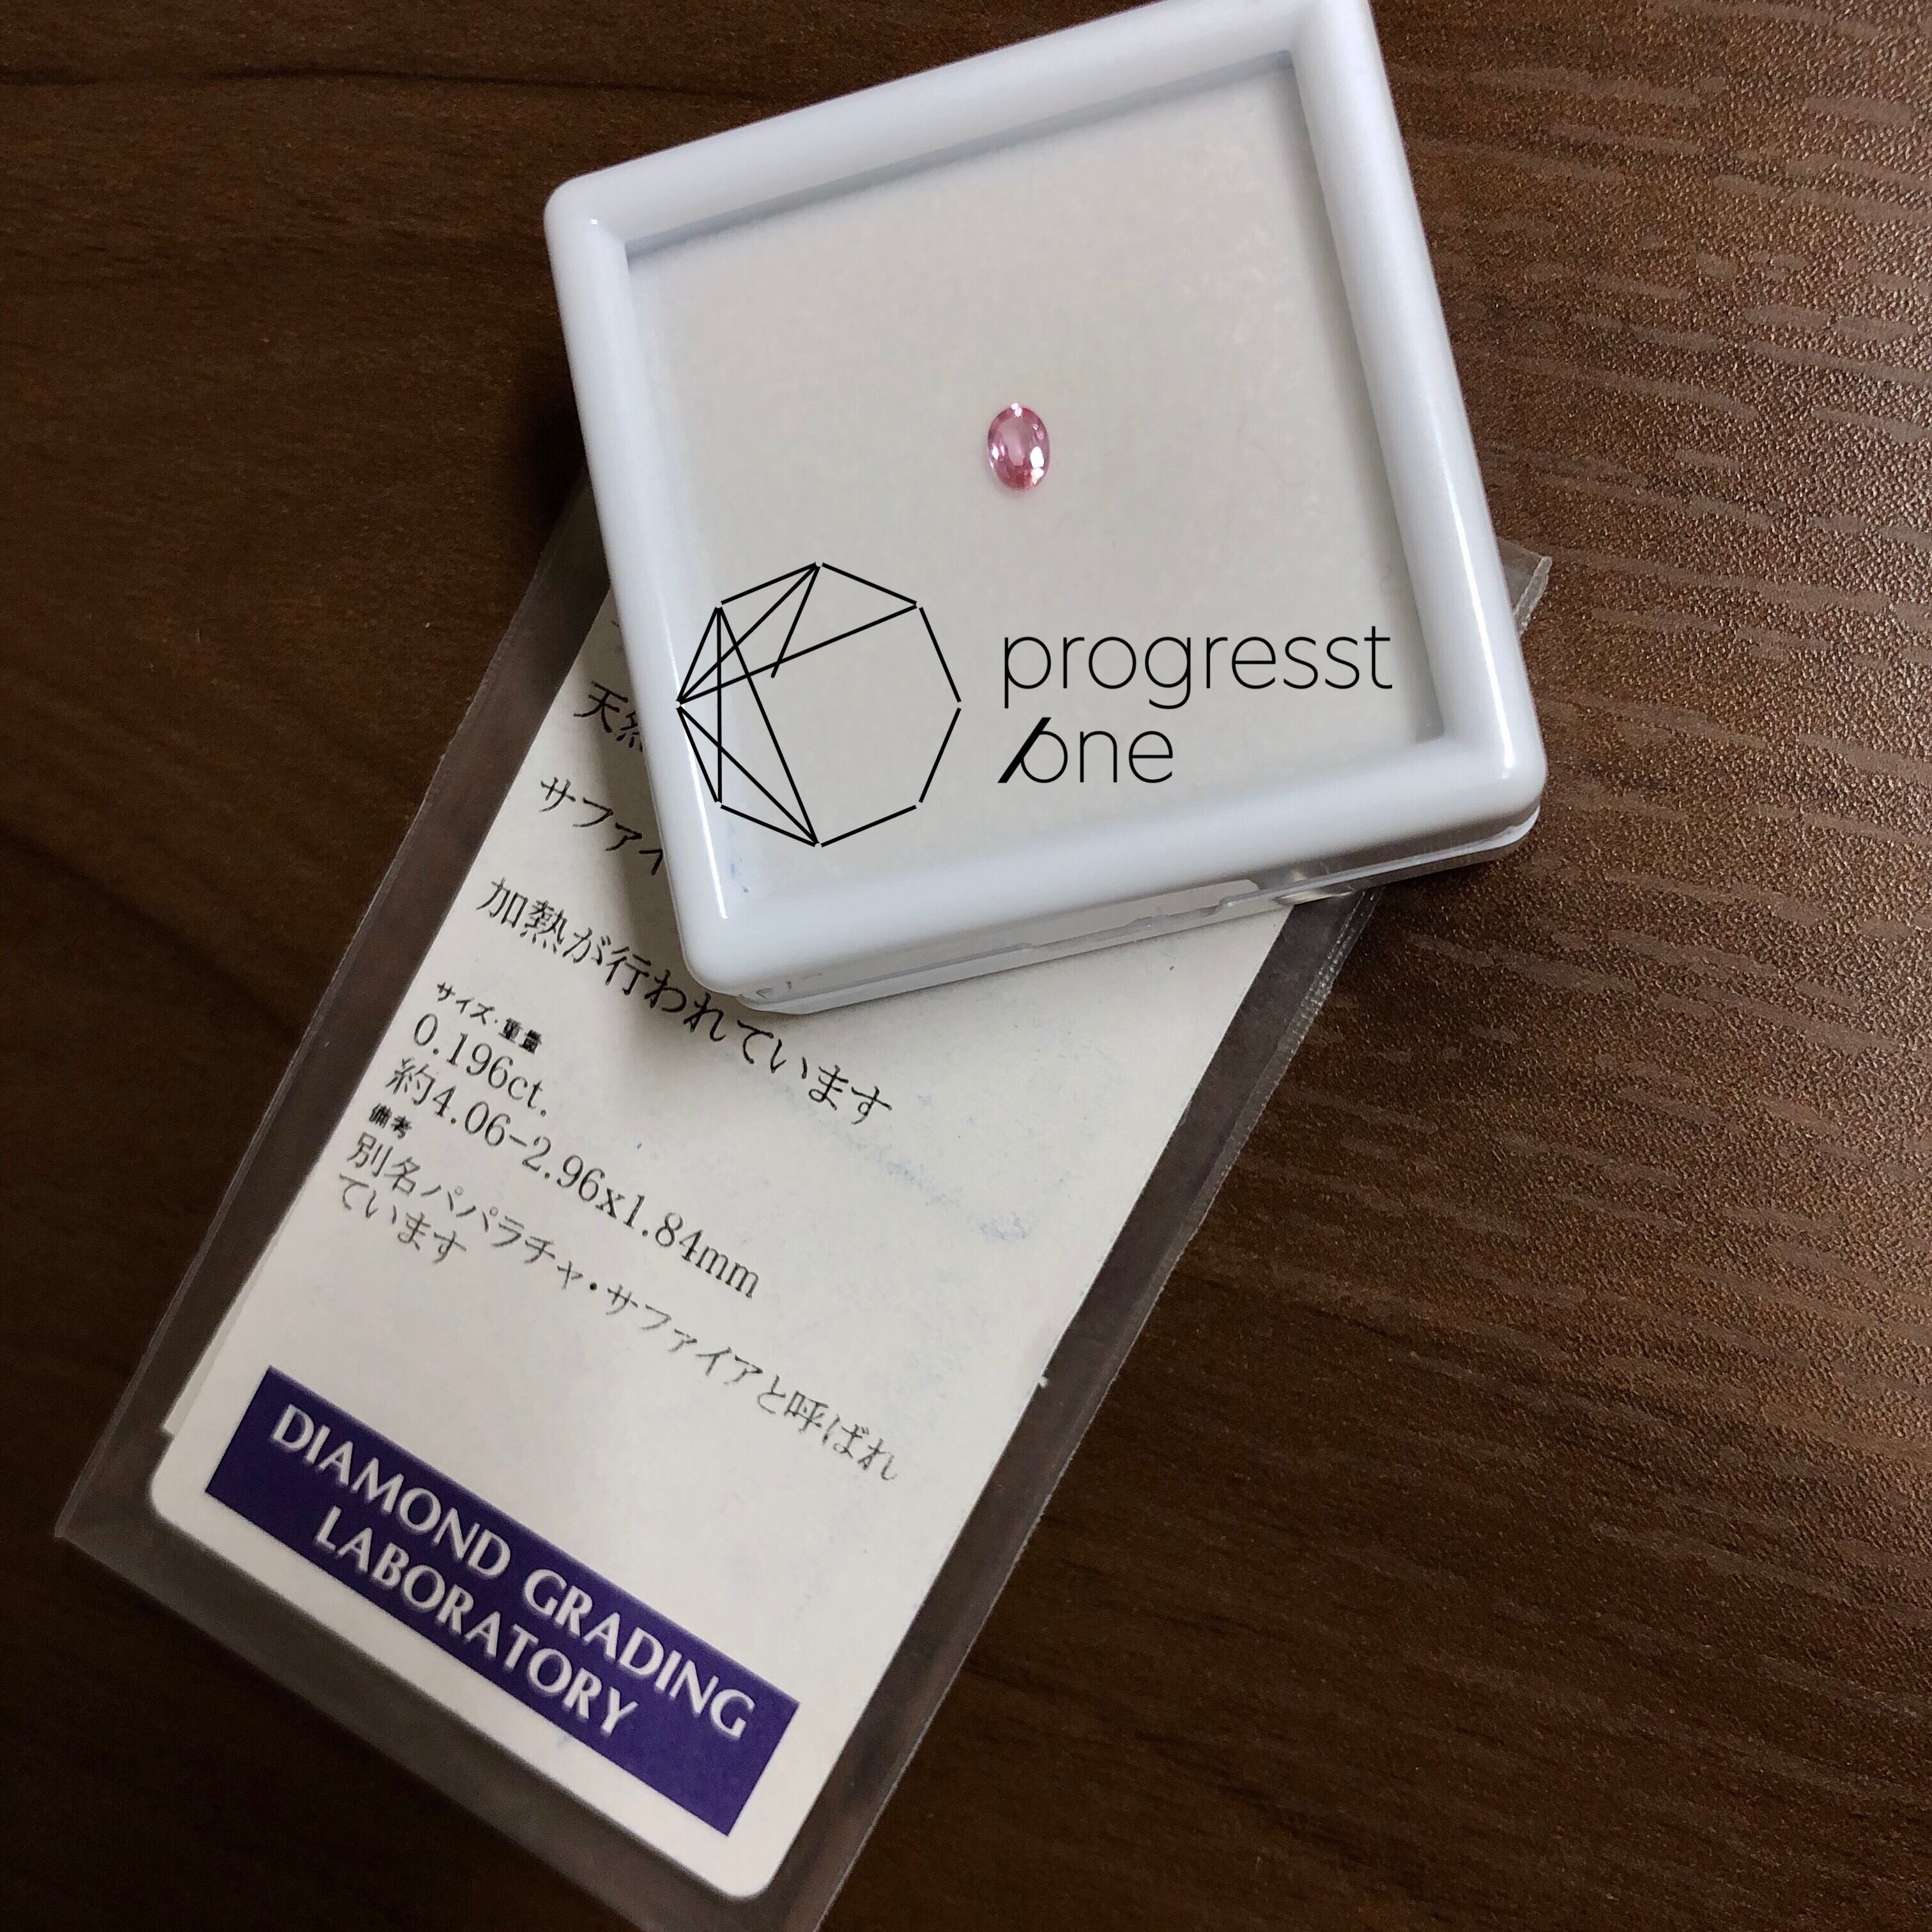 progresst
one
天然
サファイ
加熱が行われています
サイズ・重量
0.196ct.
約4.06-2.96x1.84mm
備考
別名パパラチャ・サファイアと呼ばれ
ています
DIAMOND GRADING
LABORATORY